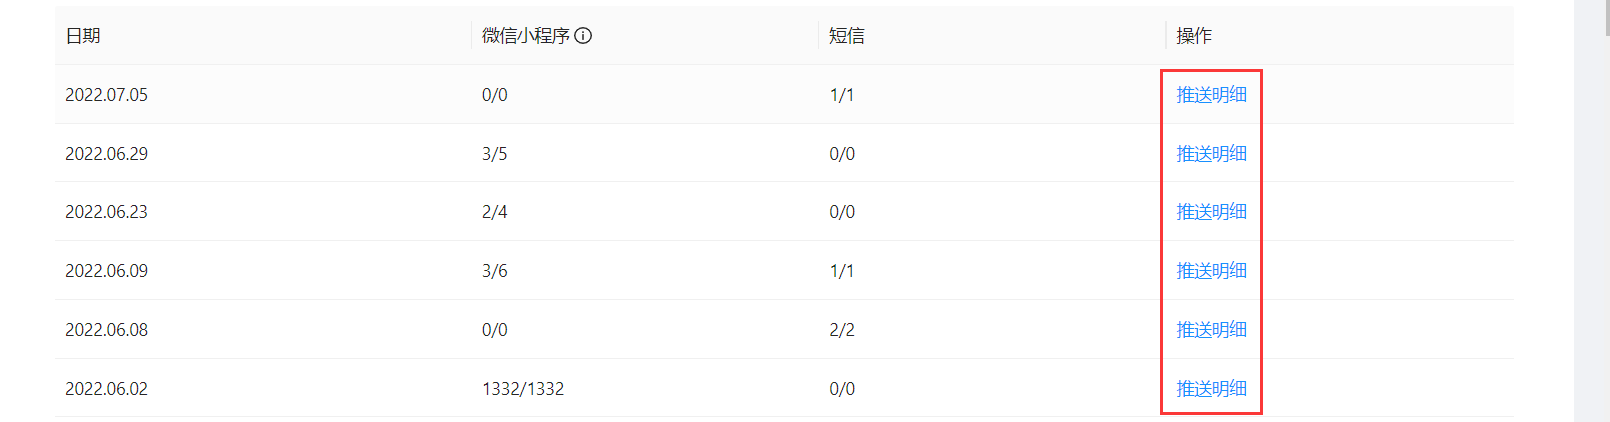 日期 微信小程序 短信 操作
2022.07.05 0/0 1/1 推送明细
2022.06.29 3/5 0/0 推送明细
2022.06.23 2/4 0/0 推送明细
2022.06.09 3/6 1/1 推送明细
2022.06.08 0/0 2/2 推送明细
2022.06.02 1332/1332 0/0 推送明细